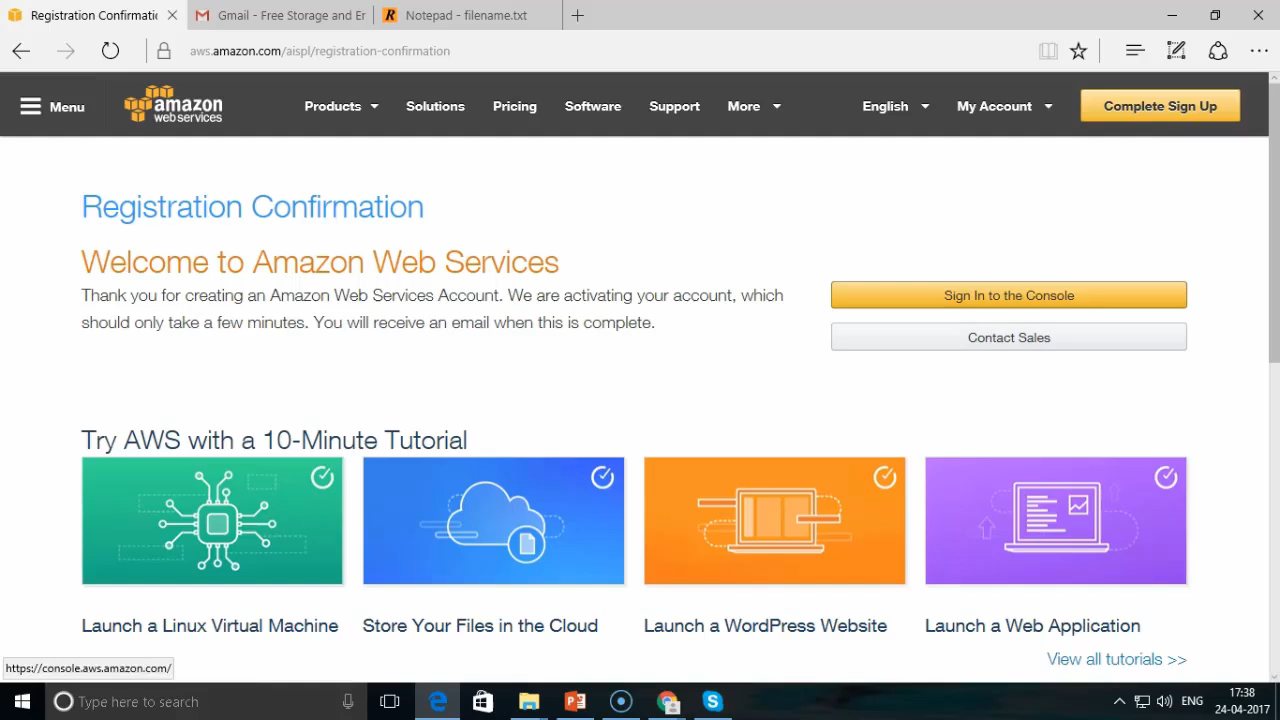 Registration Confirmatic
Gmail - Free Storage and Er
Notepad - filename.txt
aws.amazon.com/aispl/registration-confirmation
Menu
amazon
web services
Products
Solutions
Pricing
Software
Support
More
English
My Account
Complete Sign Up
Registration Confirmation
Welcome to Amazon Web Services
Thank you for creating an Amazon Web Services Account. We are activating your account, which
should only take a few minutes. You will receive an email when this is complete.
Sign In to the Console
Contact Sales
Try AWS with a 10-Minute Tutorial
Launch a Linux Virtual Machine
Store Your Files in the Cloud
Launch a WordPress Website
Launch a Web Application
View all tutorials >>
https://console.aws.amazon.com/
Type here to search
ENG
17:38
24-04-2017